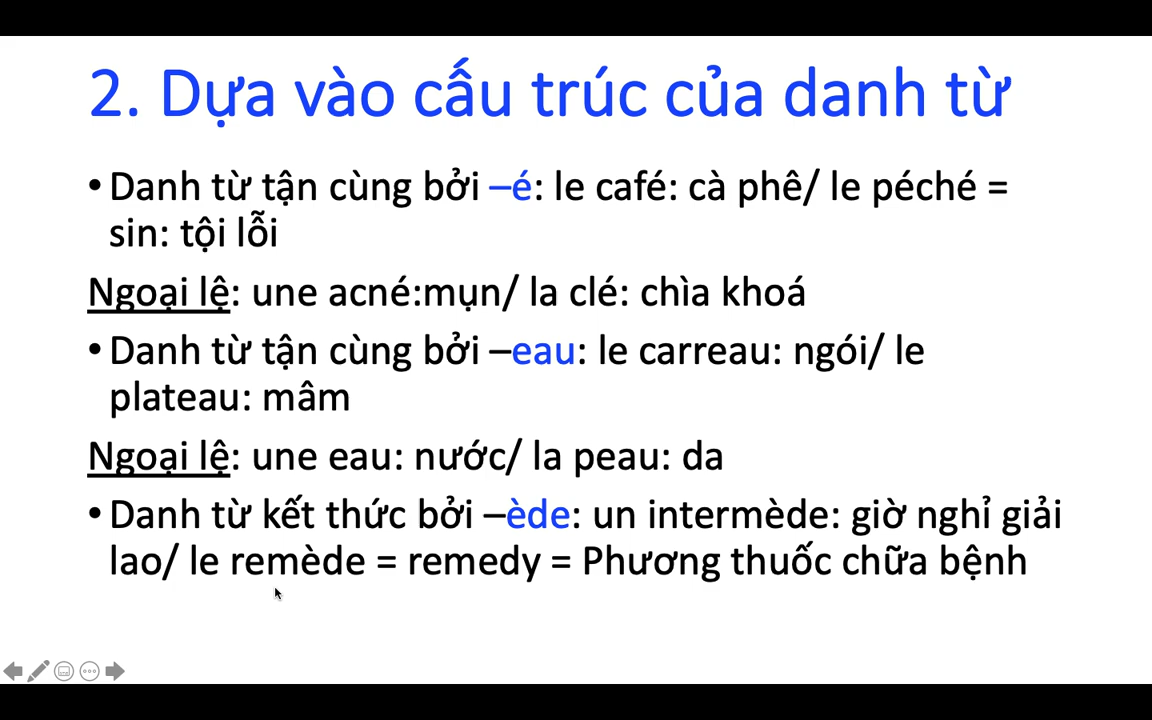 2. Dựa vào cấu trúc của danh từ
• Danh từ tận cùng bởi –é: le café: cà phê/ le péché =
sin: tội lỗi
Ngoại lệ: une acné:mụn/ la clé: chìa khoá
• Danh từ tận cùng bởi –eau: le carreau: ngói/ le
plateau: mâm
Ngoại lệ: une eau: nước/ la peau: da
• Danh từ kết thức bởi –ède: un intermède: giờ nghỉ giải
lao/ le remède = remedy = Phương thuốc chữa bệnh